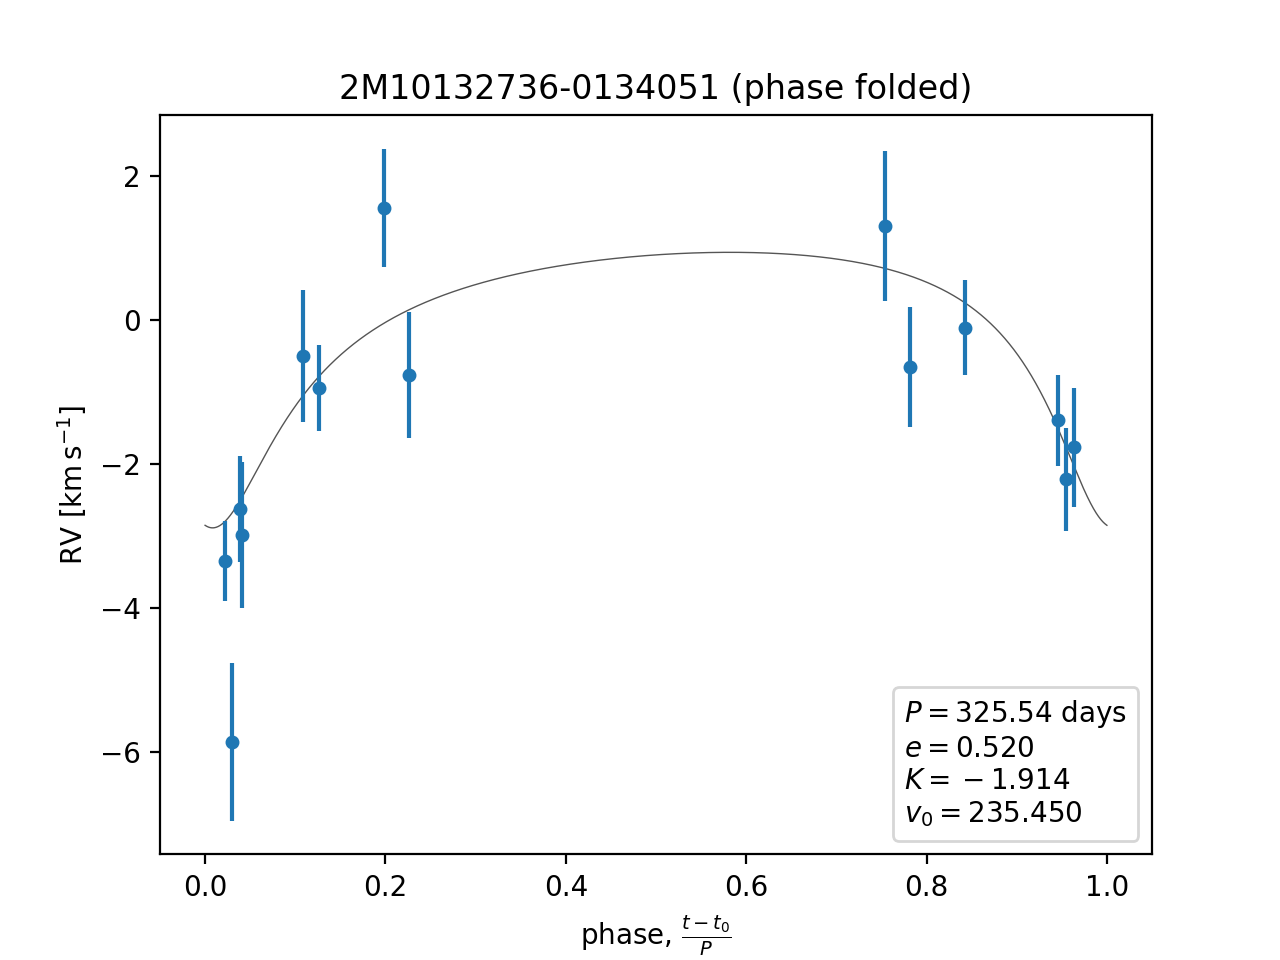 2M10132736-0134051 (phase folded)
RV [km s⁻¹]
2
0
−2
−4
−6
P = 325.54 days
e = 0.520
K = −1.914
v₀ = 235.450
0.0 0.2 0.4 0.6 0.8 1.0
phase, (t − t₀)/P